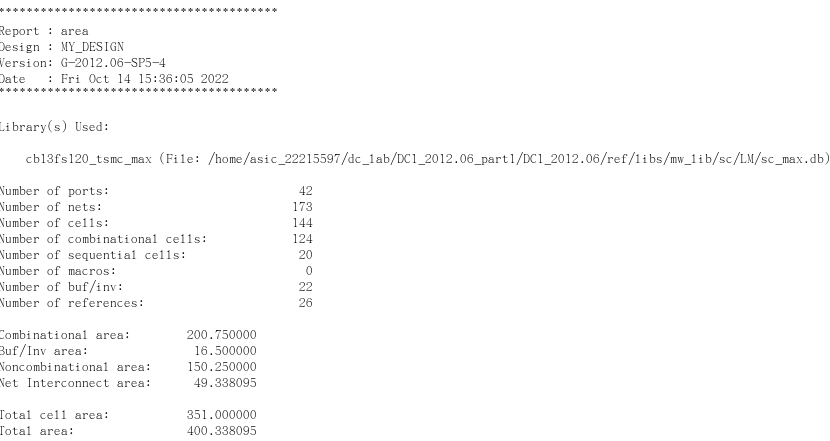 ****************************************
Report : area
Design : MY_DESIGN
Version: G-2012.06-SP5-4
Date   : Fri Oct 14 15:36:05 2022
****************************************
Library(s) Used:
cb13fs120_tsmc_max (File: /home/asic_22215597/dc_lab/DC1_2012.06_part1/DC1_2012.06/ref/libs/mw_lib/sc/LM/sc_max.db)
Number of ports: 42
Number of nets: 173
Number of cells: 144
Number of combinational cells: 124
Number of sequential cells: 20
Number of macros: 0
Number of buf/inv: 22
Number of references: 26
Combinational area: 200.750000
Buf/Inv area: 16.500000
Noncombinational area: 150.250000
Net Interconnect area: 49.338095
Total cell area: 351.000000
Total area: 400.338095